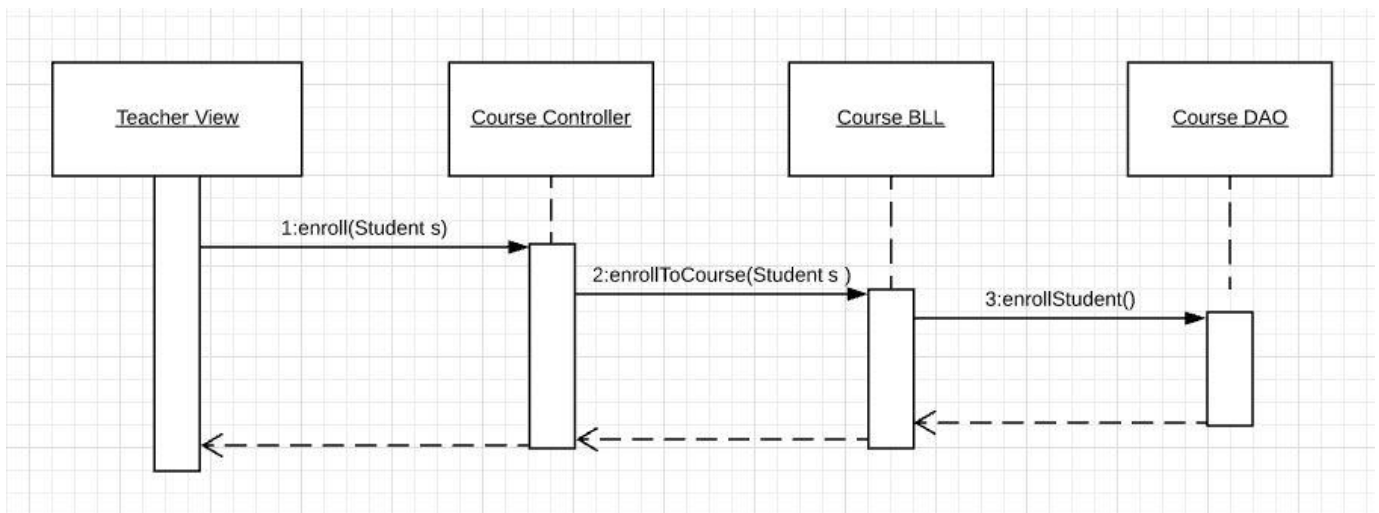 Teacher View
Course Controller
Course BLL
Course DAO
1:enroll(Student s)
2:enrollToCourse(Student s )
3:enrollStudent()